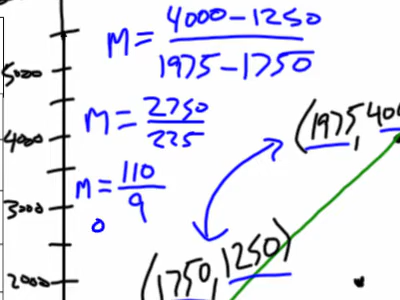 M = 4000-1250 / 1975-1750
5000
M = 2750 / 225
4000
(1975, 400
M = 110 / 9
3000
0
(1750, 1250)
2000